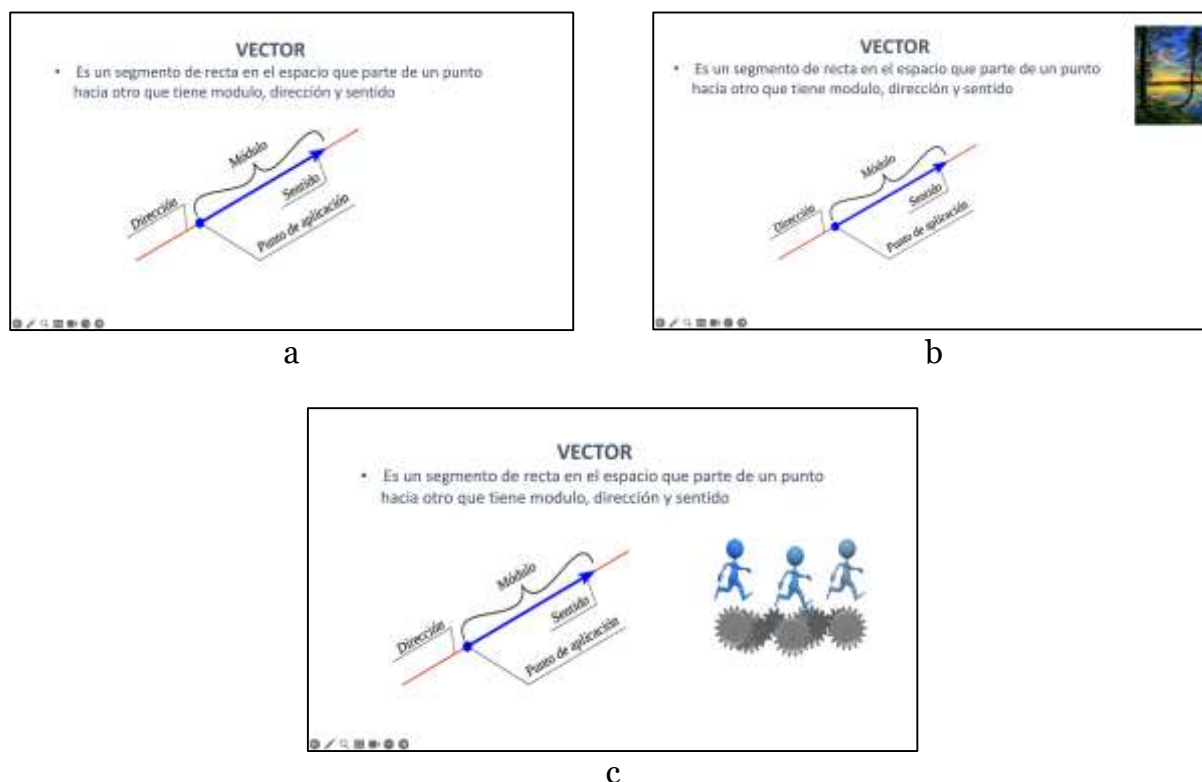 VECTOR
• Es un segmento de recta en el espacio que parte de un punto
hacia otro que tiene modulo, dirección y sentido
Módulo
Sentido
Dirección
Punto de aplicación
a
VECTOR
• Es un segmento de recta en el espacio que parte de un punto
hacia otro que tiene modulo, dirección y sentido
Módulo
Sentido
Dirección
Punto de aplicación
b
VECTOR
• Es un segmento de recta en el espacio que parte de un punto
hacia otro que tiene modulo, dirección y sentido
Módulo
Sentido
Dirección
Punto de aplicación
c